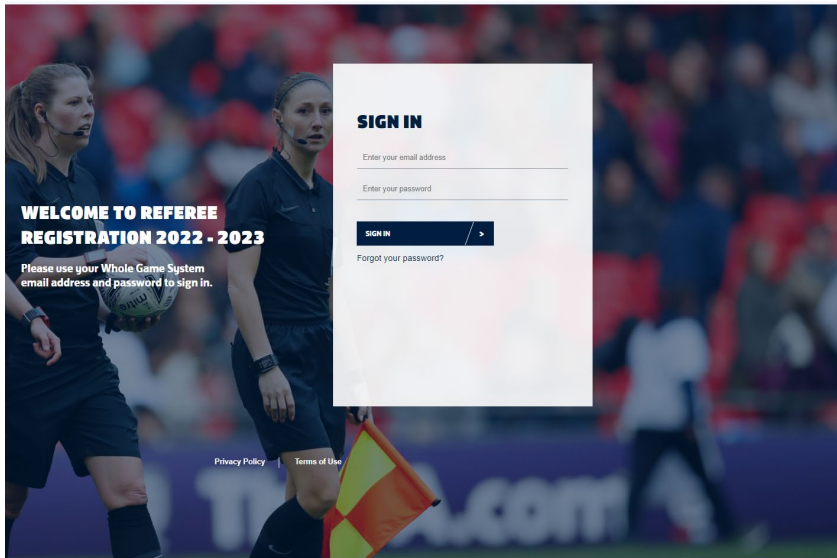 SIGN IN
Enter your email address
Enter your password
SIGN IN >
Forgot your password?
WELCOME TO REFEREE
REGISTRATION 2022 - 2023
Please use your Whole Game System
email address and password to sign in.
mitre
Privacy Policy | Terms of Use
.com